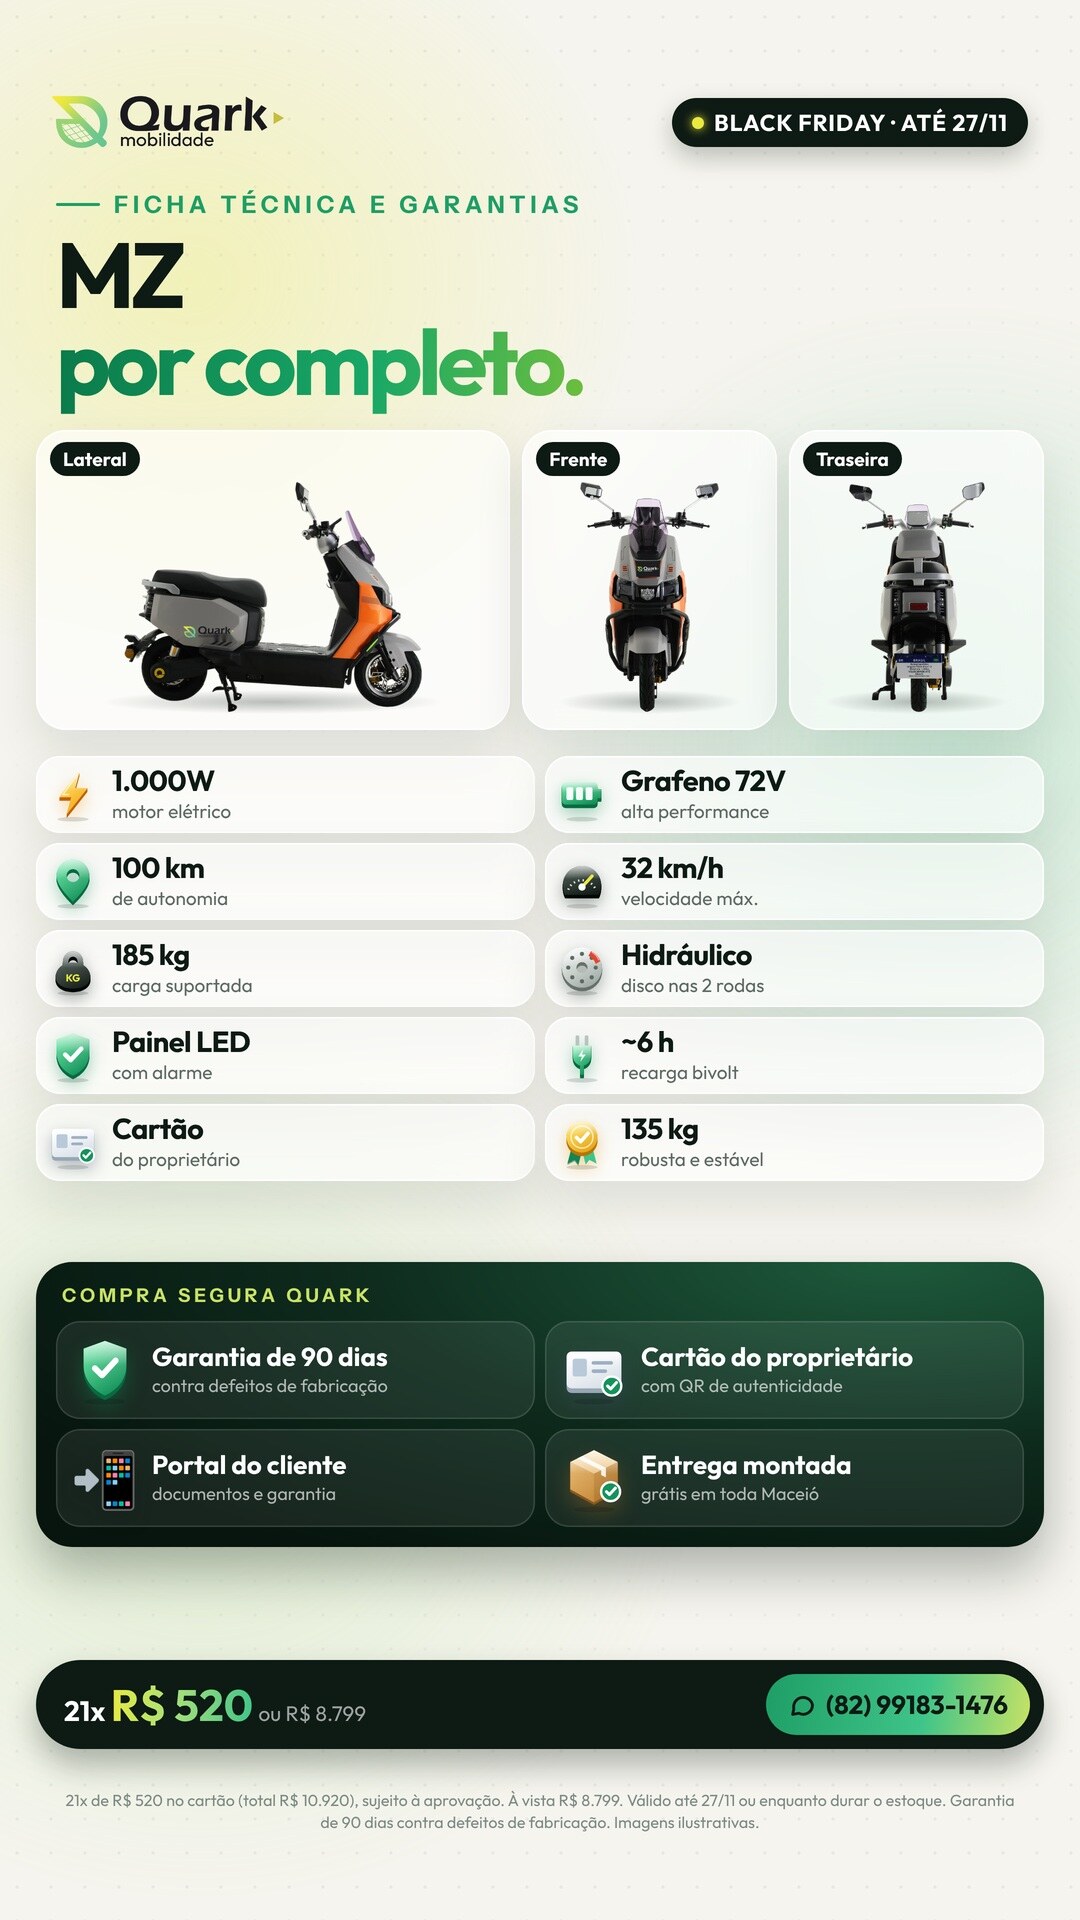 Quark
mobilidade
BLACK FRIDAY · ATÉ 27/11
FICHA TÉCNICA E GARANTIAS
MZ
por completo.
Lateral
Frente
Traseira
Quark
Quark
BRASIL
1.000W
motor elétrico
Grafeno 72V
alta performance
100 km
de autonomia
32 km/h
velocidade máx.
185 kg
carga suportada
Hidráulico
disco nas 2 rodas
KG
Painel LED
com alarme
~6 h
recarga bivolt
Cartão
do proprietário
135 kg
robusta e estável
COMPRA SEGURA QUARK
Garantia de 90 dias
contra defeitos de fabricação
Cartão do proprietário
com QR de autenticidade
Portal do cliente
documentos e garantia
Entrega montada
grátis em toda Maceió
21x R$ 520 ou R$ 8.799
(82) 99183-1476
21x de R$ 520 no cartão (total R$ 10.920), sujeito à aprovação. À vista R$ 8.799. Válido até 27/11 ou enquanto durar o estoque. Garantia
de 90 dias contra defeitos de fabricação. Imagens ilustrativas.